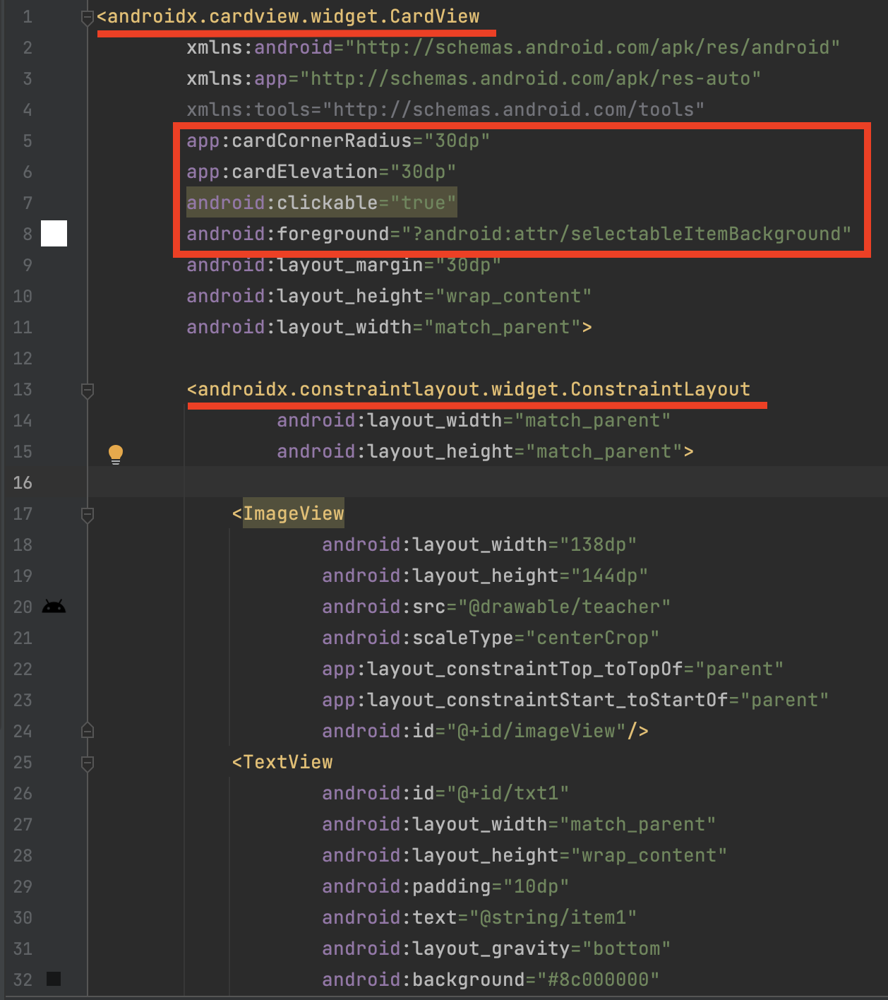 1 <androidx.cardview.widget.CardView
2 xmlns:android="http://schemas.android.com/apk/res/android"
3 xmlns:app="http://schemas.android.com/apk/res-auto"
4 xmlns:tools="http://schemas.android.com/tools"
5 app:cardCornerRadius="30dp"
6 app:cardElevation="30dp"
7 android:clickable="true"
8 android:foreground="?android:attr/selectableItemBackground"
9 android:layout_margin="30dp"
10 android:layout_height="wrap_content"
11 android:layout_width="match_parent">
12
13 <androidx.constraintlayout.widget.ConstraintLayout
14 android:layout_width="match_parent"
15 android:layout_height="match_parent">
16
17 <ImageView
18 android:layout_width="138dp"
19 android:layout_height="144dp"
20 android:src="@drawable/teacher"
21 android:scaleType="centerCrop"
22 app:layout_constraintTop_toTopOf="parent"
23 app:layout_constraintStart_toStartOf="parent"
24 android:id="@+id/imageView"/>
25 <TextView
26 android:id="@+id/txt1"
27 android:layout_width="match_parent"
28 android:layout_height="wrap_content"
29 android:padding="10dp"
30 android:text="@string/item1"
31 android:layout_gravity="bottom"
32 android:background="#8c000000"